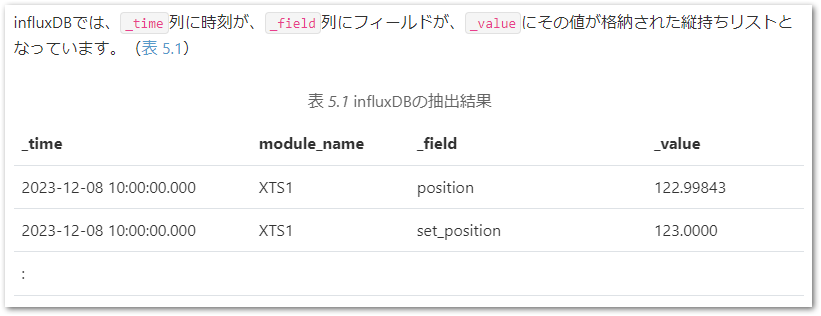 influxDBでは、_time列に時刻が、_field列にフィールドが、_valueにその値が格納された縦持ちリストと
なっています。（表 5.1）
表 5.1 influxDBの抽出結果
_time module_name _field _value
2023-12-08 10:00:00.000 XTS1 position 122.99843
2023-12-08 10:00:00.000 XTS1 set_position 123.0000
: